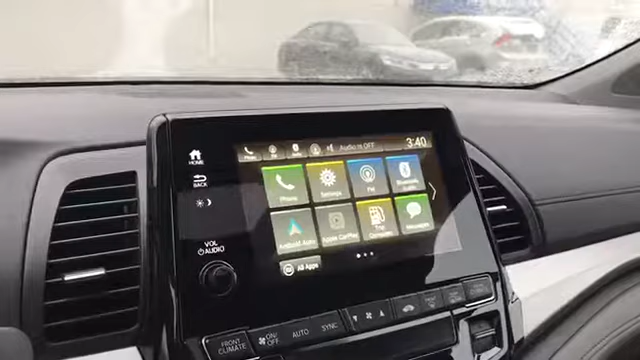 HOME
BACK
VOL
AUDIO
Audio is OFF
3:40
Phone
Settings
FM
Bluetooth
Audio
Android Auto
Apple CarPlay
Trip
Computer
Messages
All Apps
FRONT
CLIMATE
ON/
OFF
AUTO
SYNC